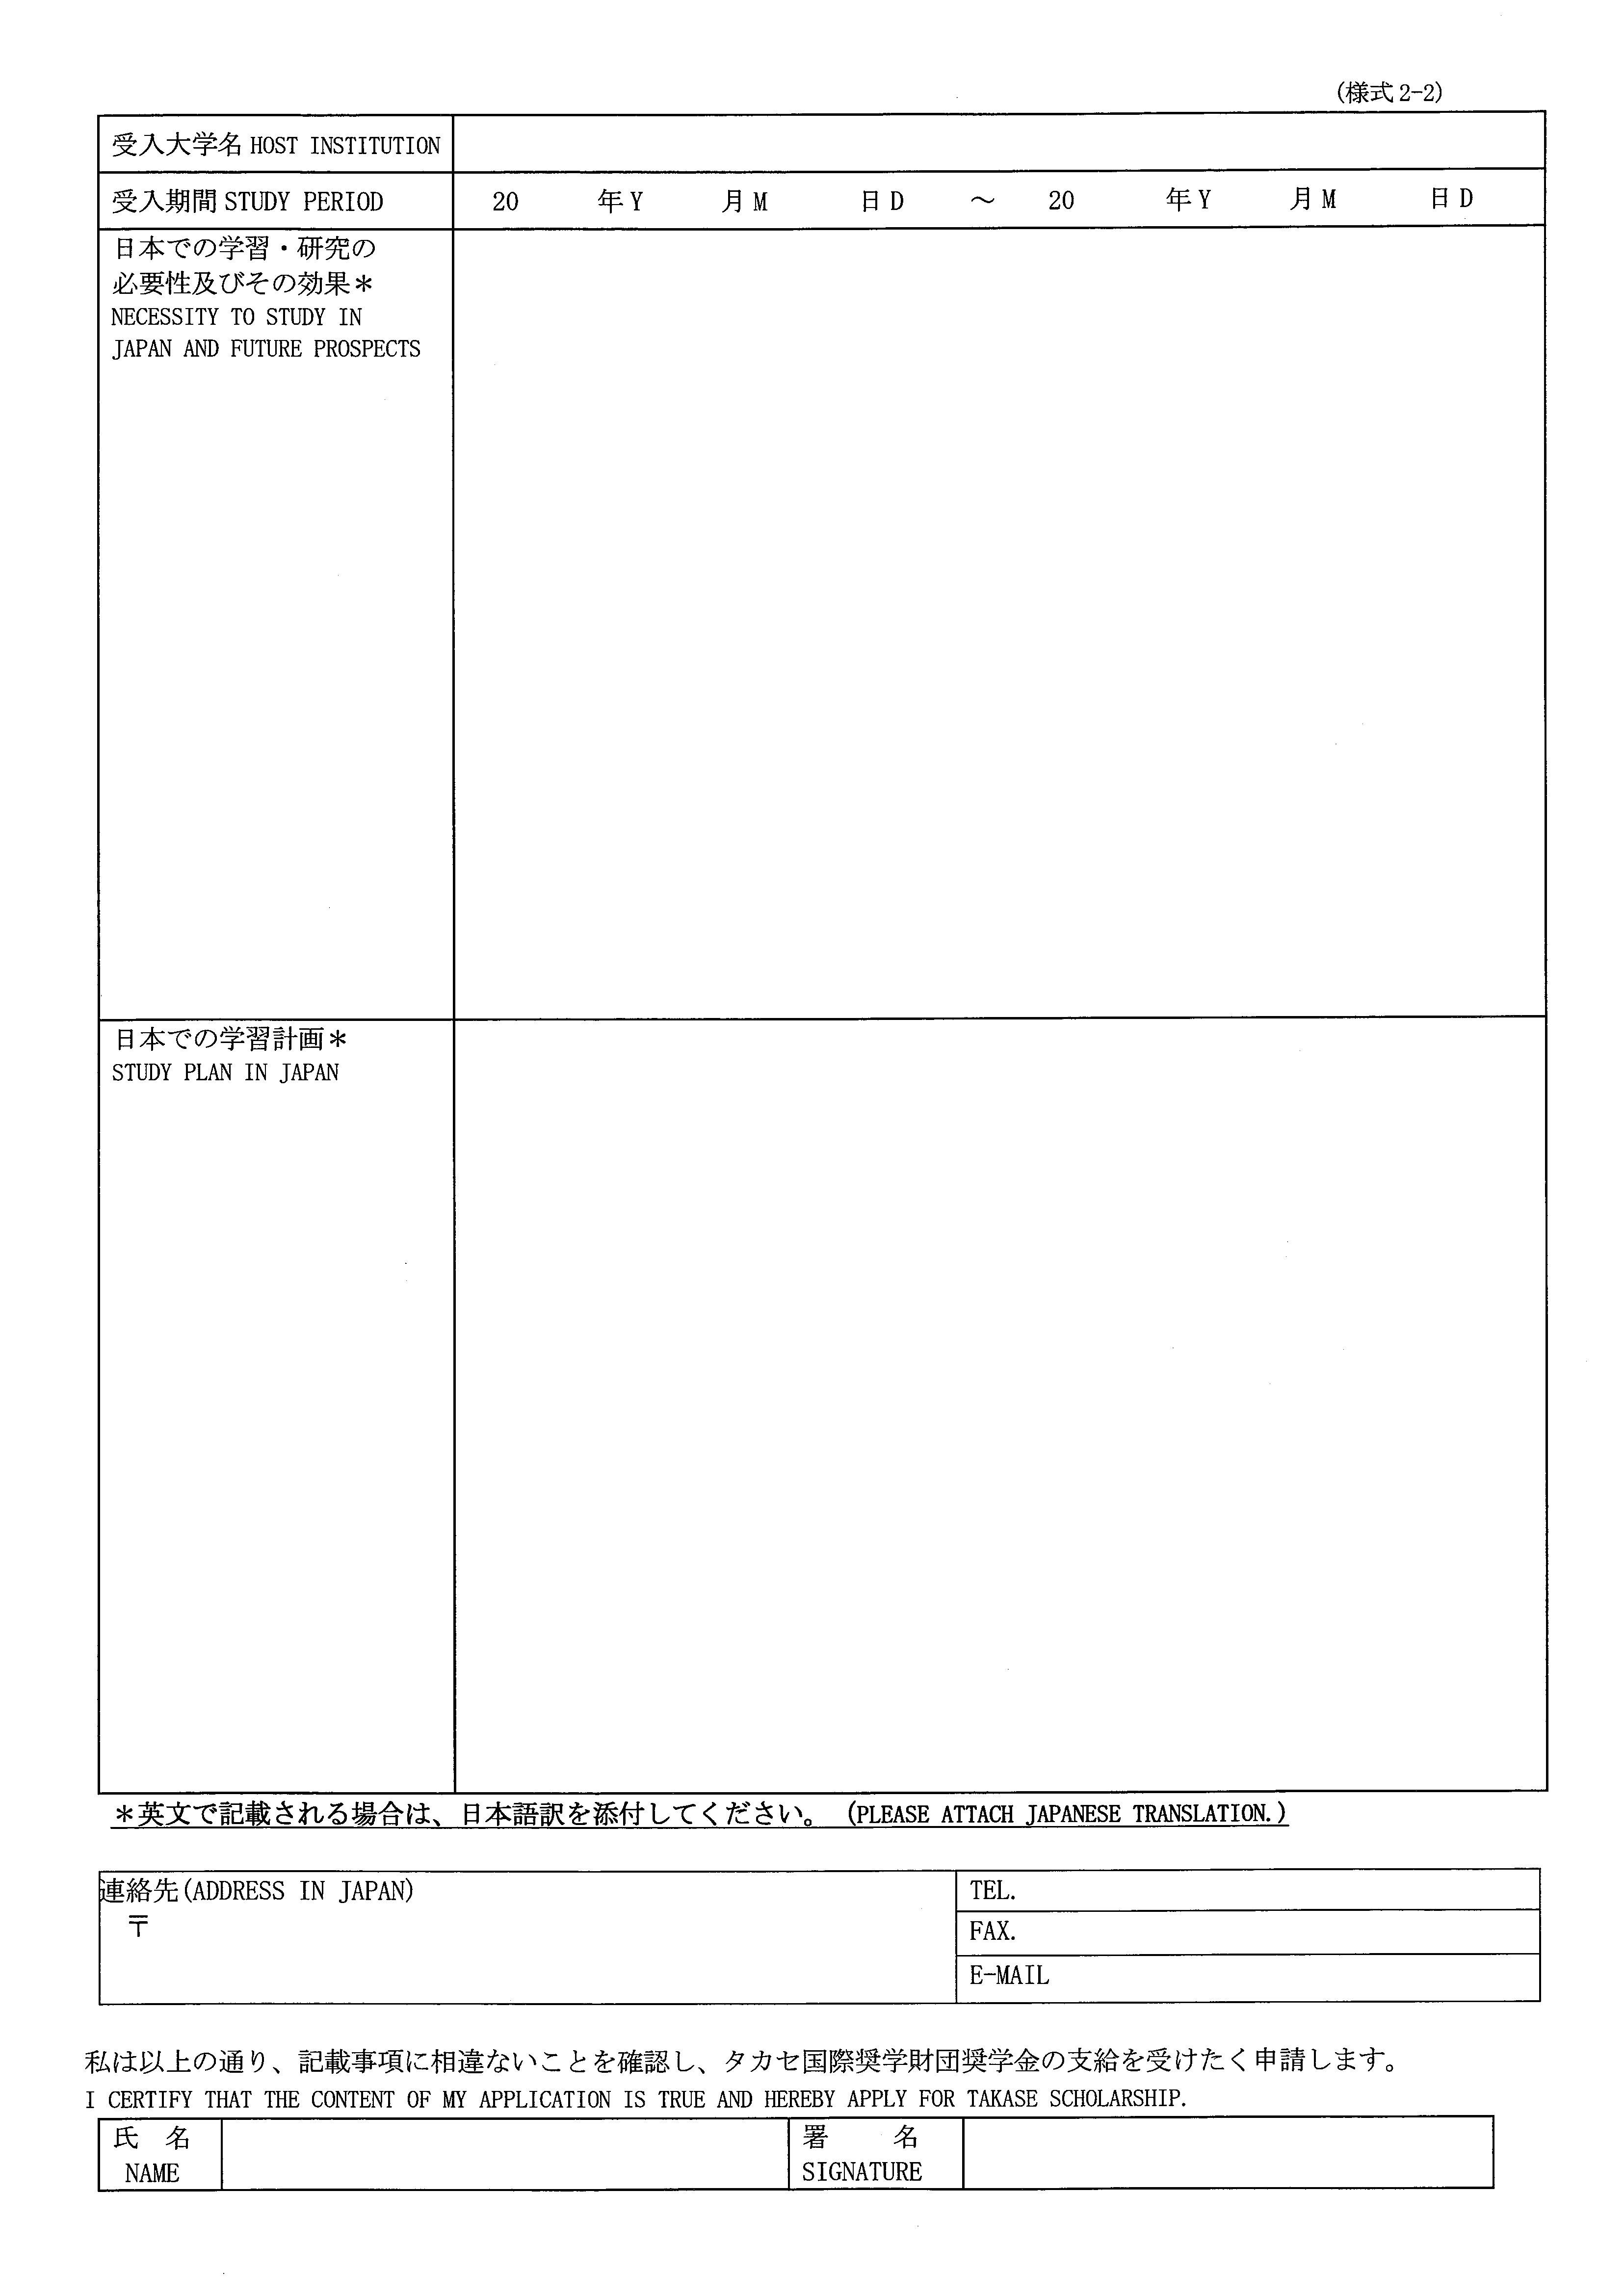 (様式2-2)
受入大学名 HOST INSTITUTION
受入期間 STUDY PERIOD 20 年Y 月M 日D ～ 20 年Y 月M 日D
日本での学習・研究の
必要性及びその効果＊
NECESSITY TO STUDY IN
JAPAN AND FUTURE PROSPECTS
日本での学習計画＊
STUDY PLAN IN JAPAN
＊英文で記載される場合は、日本語訳を添付してください。 (PLEASE ATTACH JAPANESE TRANSLATION.)
連絡先(ADDRESS IN JAPAN)
〒
TEL.
FAX.
E-MAIL
私は以上の通り、記載事項に相違ないことを確認し、タカセ国際奨学財団奨学金の支給を受けたく申請します。
I CERTIFY THAT THE CONTENT OF MY APPLICATION IS TRUE AND HEREBY APPLY FOR TAKASE SCHOLARSHIP.
氏 名
NAME
署 名
SIGNATURE